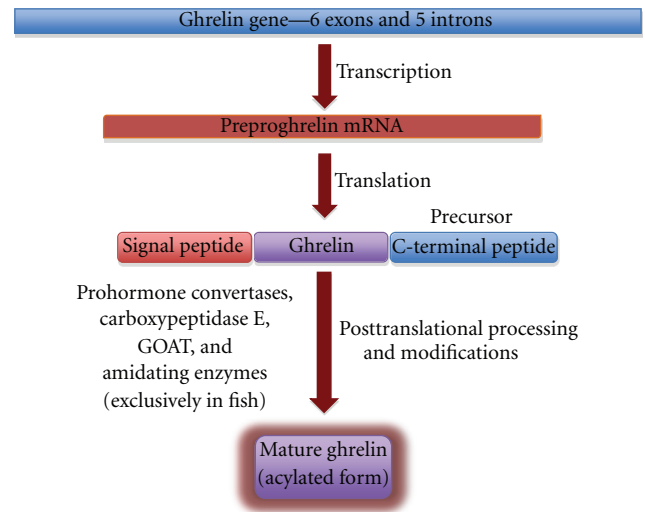 Ghrelin gene—6 exons and 5 introns
Transcription
Preproghrelin mRNA
Translation
Precursor
Signal peptide
Ghrelin
C-terminal peptide
Prohormone convertases,
carboxypeptidase E,
GOAT, and
amidating enzymes
(exclusively in fish)
Posttranslational processing
and modifications
Mature ghrelin
(acylated form)